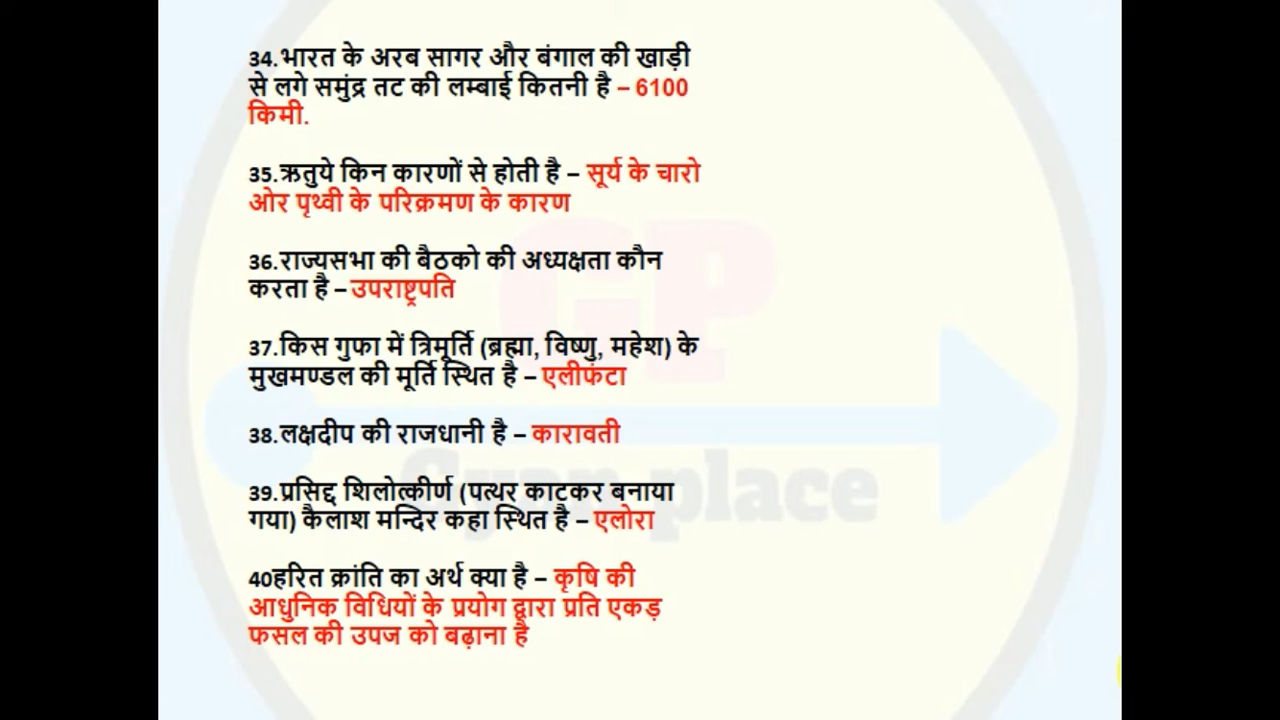 34.भारत के अरब सागर और बंगाल की खाड़ी
से लगे समुंद्र तट की लम्बाई कितनी है – 6100
किमी.
35.ऋतुये किन कारणों से होती है – सूर्य के चारो
ओर पृथ्वी के परिक्रमण के कारण
36.राज्यसभा की बैठको की अध्यक्षता कौन
करता है – उपराष्ट्रपति
37.किस गुफा में त्रिमूर्ति (ब्रह्मा, विष्णु, महेश) के
मुखमण्डल की मूर्ति स्थित है – एलीफंटा
38.लक्षदीप की राजधानी है – कारावती
39.प्रसिद्द शिलोत्कीर्ण (पत्थर काटकर बनाया
गया) कैलाश मन्दिर कहा स्थित है – एलोरा
40हरित क्रांति का अर्थ क्या है – कृषि की
आधुनिक विधियों के प्रयोग द्वारा प्रति एकड़
फसल की उपज को बढ़ाना है
GP
Gyan place